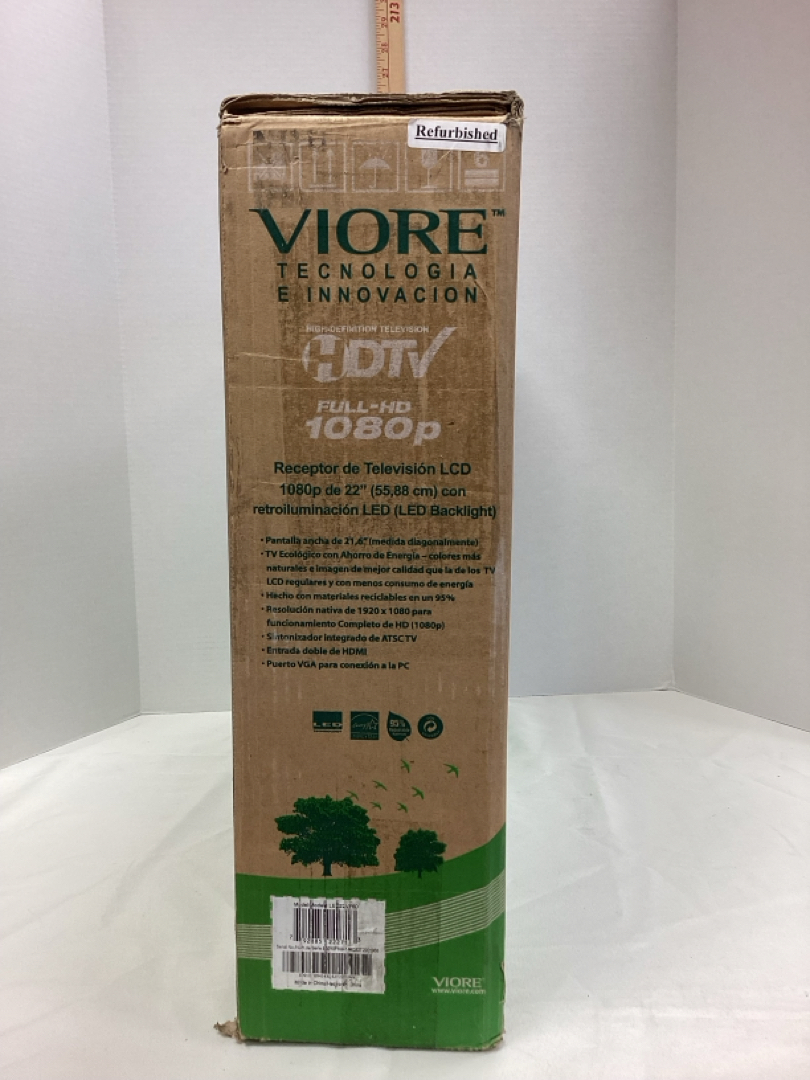 213
Refurbished
VIORE™
TECNOLOGIA
E INNOVACION
HIGH-DEFINITION TELEVISION
HDTV
FULL-HD
1080p
Receptor de Televisión LCD
1080p de 22" (55,88 cm) con
retroiluminación LED (LED Backlight)
• Pantalla ancha de 21,6" (medida diagonalmente)
• TV Ecológico con Ahorro de Energía – colores más
naturales e imagen de mejor calidad que la de los TV
LCD regulares y con menos consumo de energía
• Hecho con materiales reciclables en un 95%
• Resolución nativa de 1920 x 1080 para
funcionamiento Completo de HD (1080p)
• Sintonizador integrado de ATSC TV
• Entrada doble de HDMI
• Puerto VGA para conexión a la PC
LED
95%
VIORE
www.viore.com